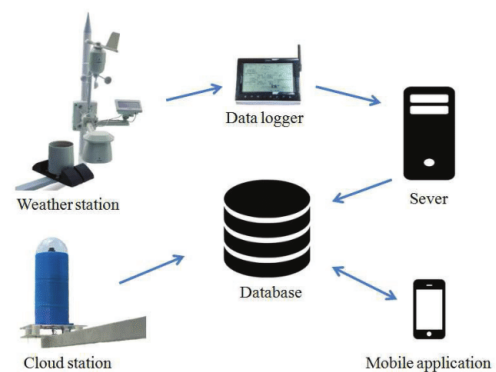 Data logger
Weather station
Sever
Database
Cloud station
Mobile application